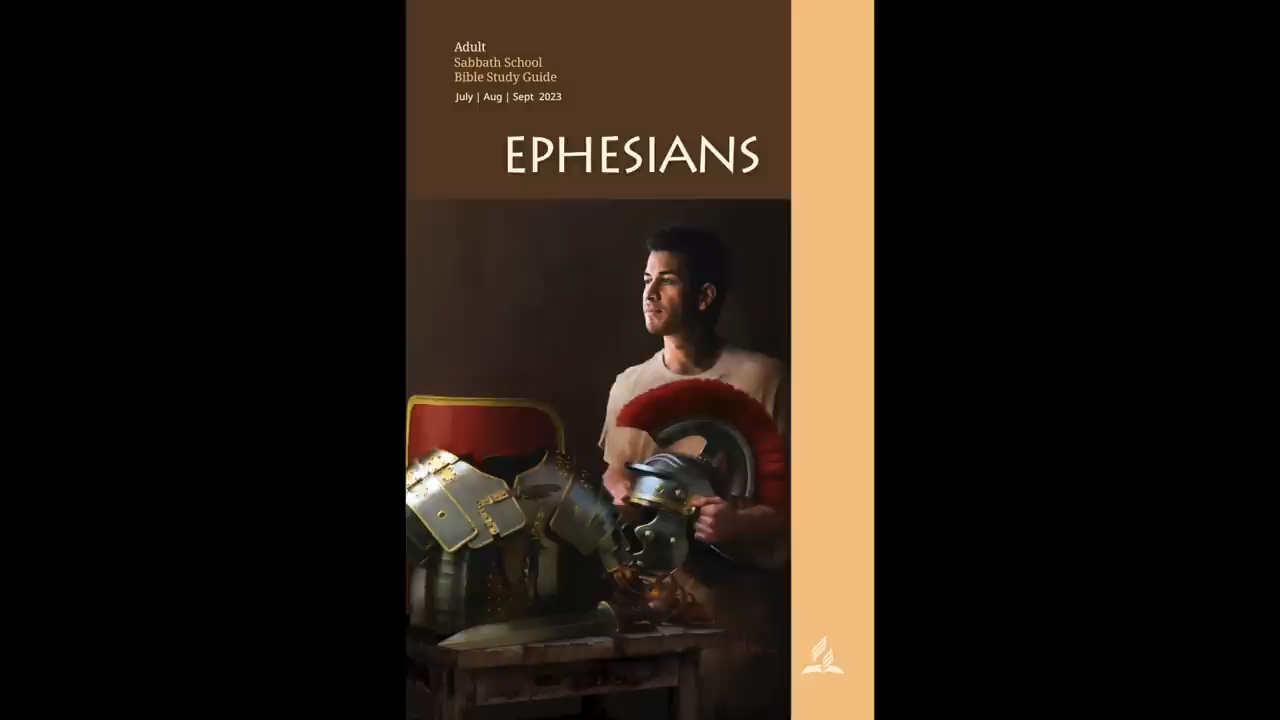 Adult
Sabbath School
Bible Study Guide
July | Aug | Sept 2023
EPHESIANS